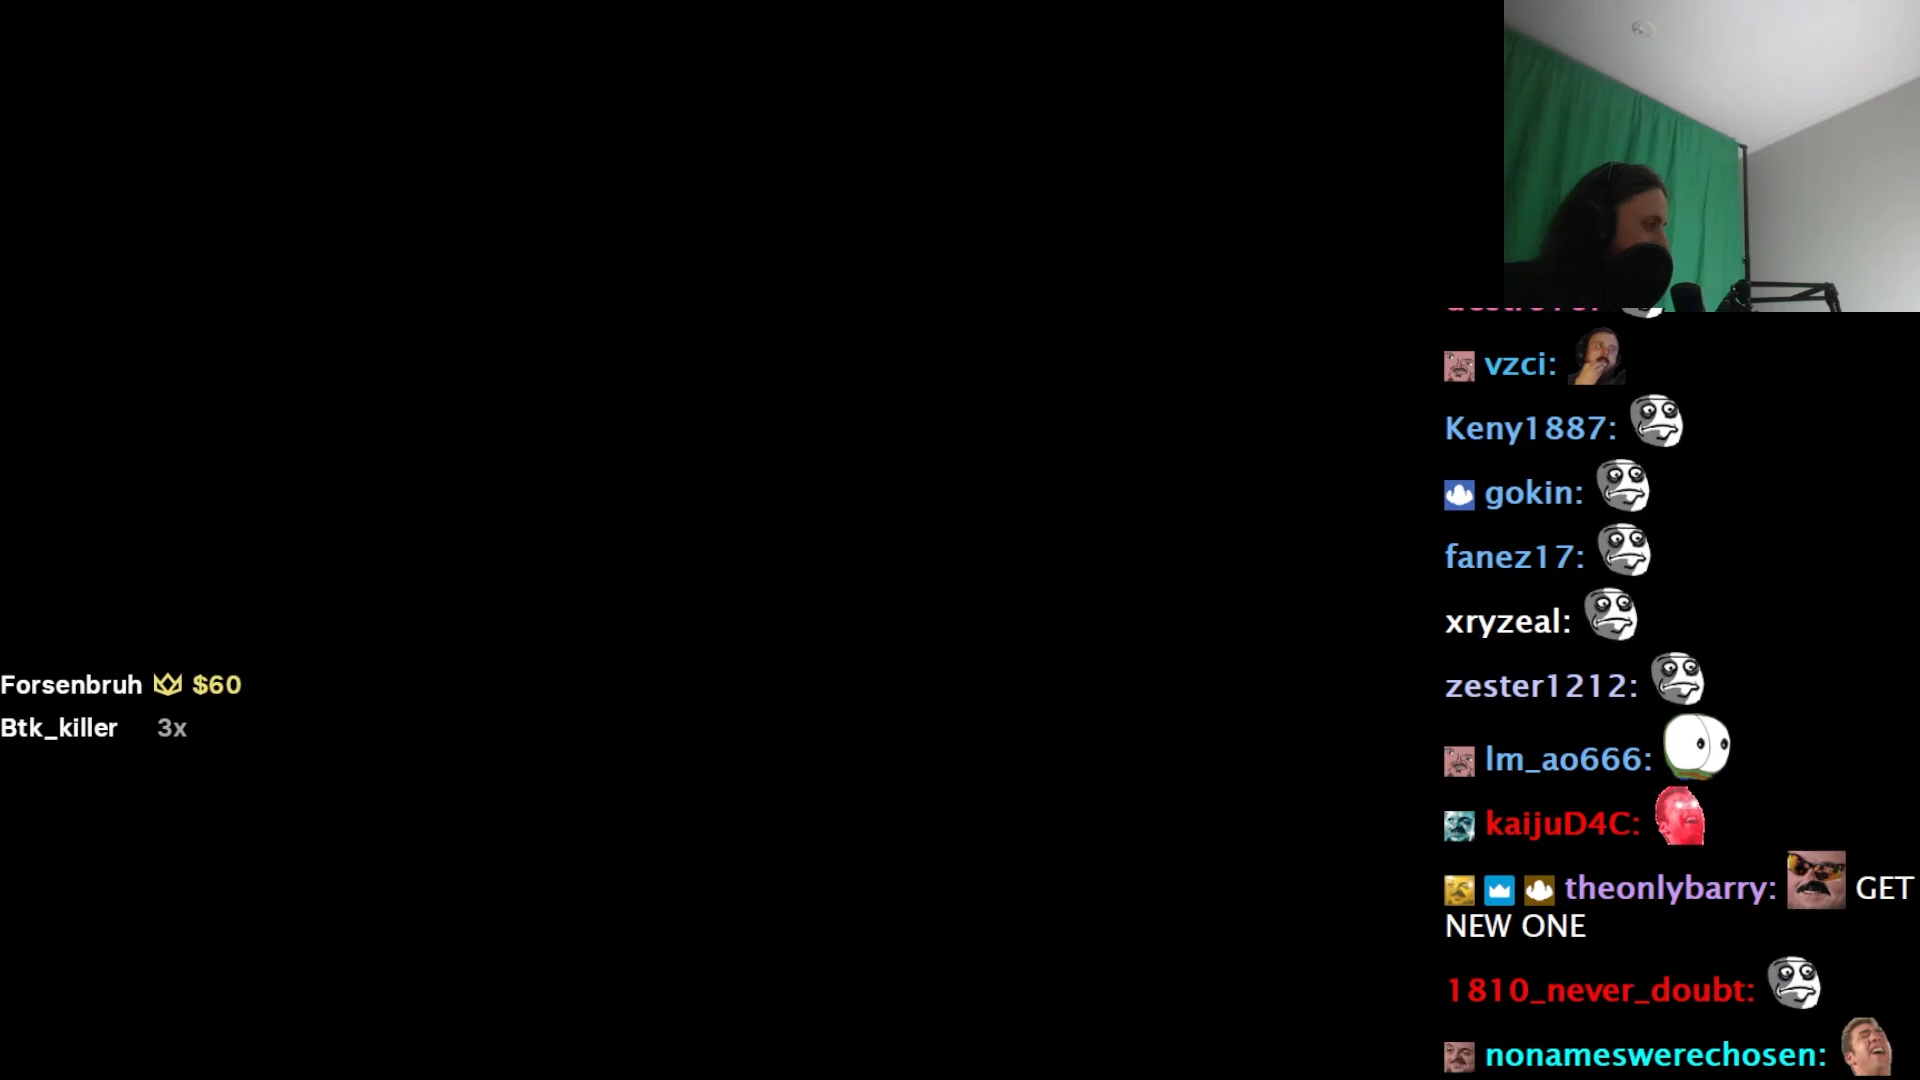 vzci:
Keny1887:
gokin:
fanez17:
xryzeal:
Forsenbruh $60
zester1212:
Btk_killer 3x
lm_ao666:
kaijuD4C:
theonlybarry: GET
NEW ONE
1810_never_doubt:
nonameswerechosen: